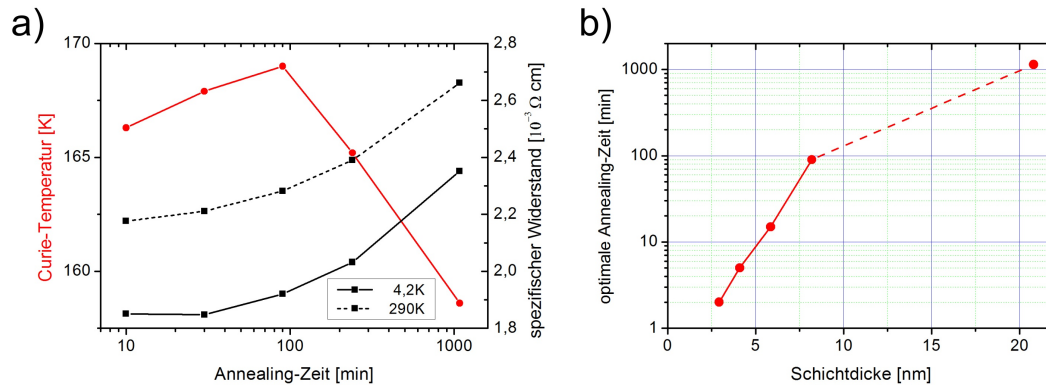 a)
170
165
160
Curie-Temperatur [K]
10
100
1000
Annealing-Zeit [min]
2,8
2,6
2,4
2,2
2,0
1,8
spezifischer Widerstand [10⁻³ Ω cm]
4,2K
290K
b)
1000
100
10
1
optimale Annealing-Zeit [min]
0
5
10
15
20
Schichtdicke [nm]